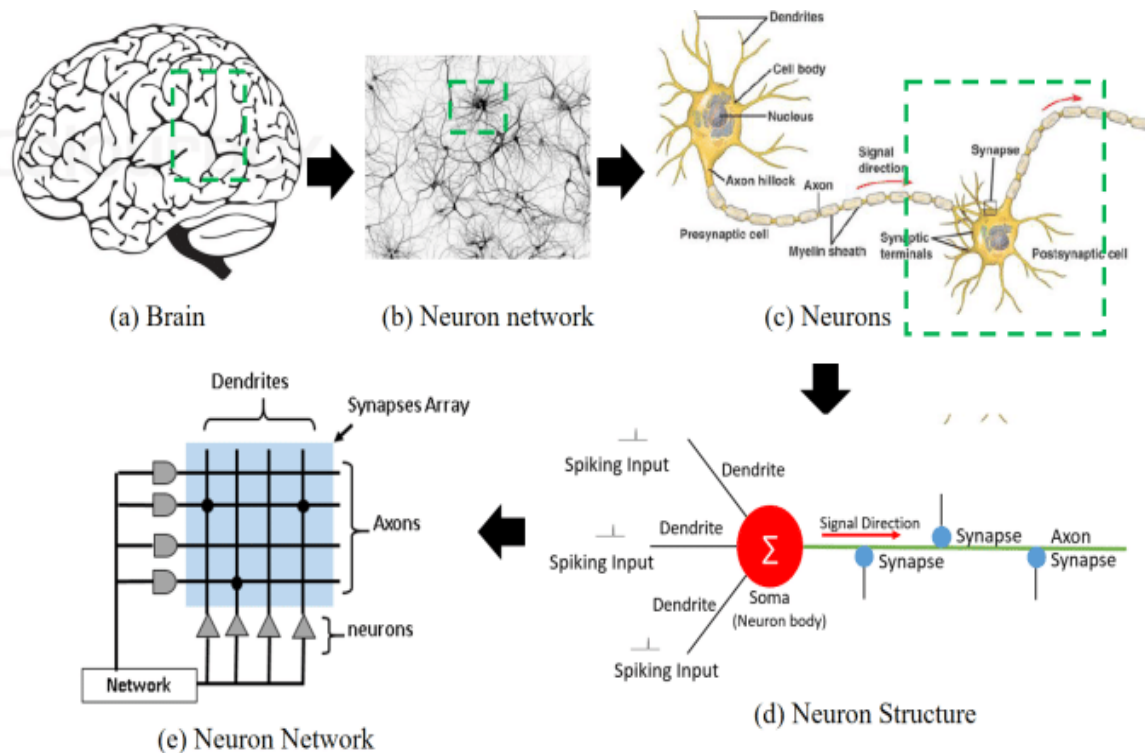 Dendrites
Cell body
Nucleus
Axon hillock
Presynaptic cell
Axon
Myelin sheath
Signal
direction
Synapse
Synaptic
terminals
Postsynaptic cell
(a) Brain
(b) Neuron network
(c) Neurons
Dendrites
Synapses Array
Axons
neurons
Network
(e) Neuron Network
Spiking Input
Dendrite
Spiking Input
Dendrite
Spiking Input
Dendrite
Σ
Soma
(Neuron body)
Signal Direction
Synapse
Synapse
Axon
Synapse
(d) Neuron Structure